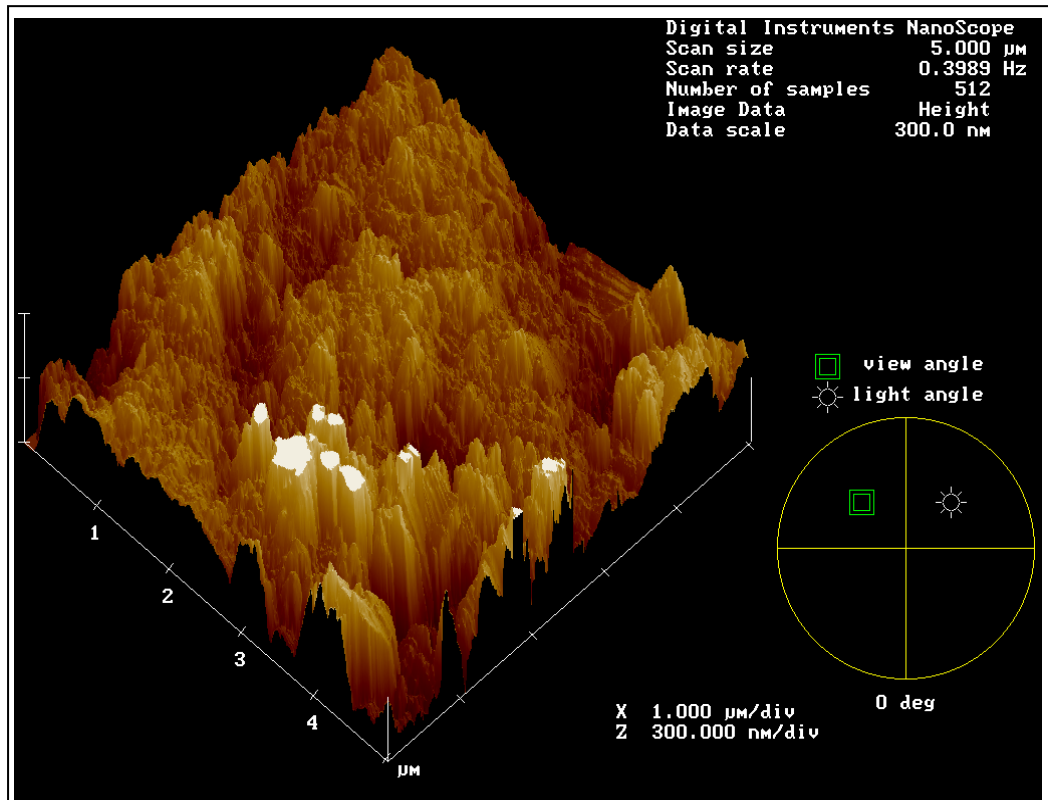 Digital Instruments NanoScope
Scan size 5.000 µm
Scan rate 0.3989 Hz
Number of samples 512
Image Data Height
Data scale 300.0 nm
view angle
light angle
1
2
3
4
µm
X 1.000 µm/div
Z 300.000 nm/div
0 deg